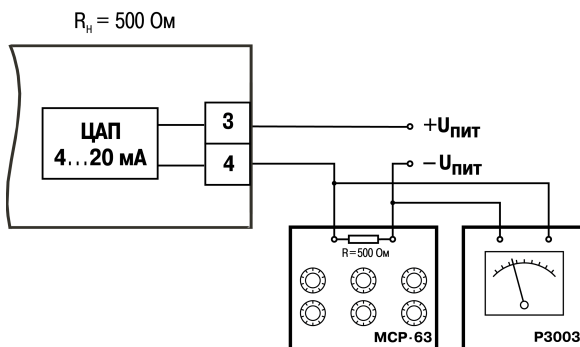 Rн = 500 Ом
ЦАП
4...20 мА
3
4
+Uпит
−Uпит
R=500 Ом
МСР-63
Р3003